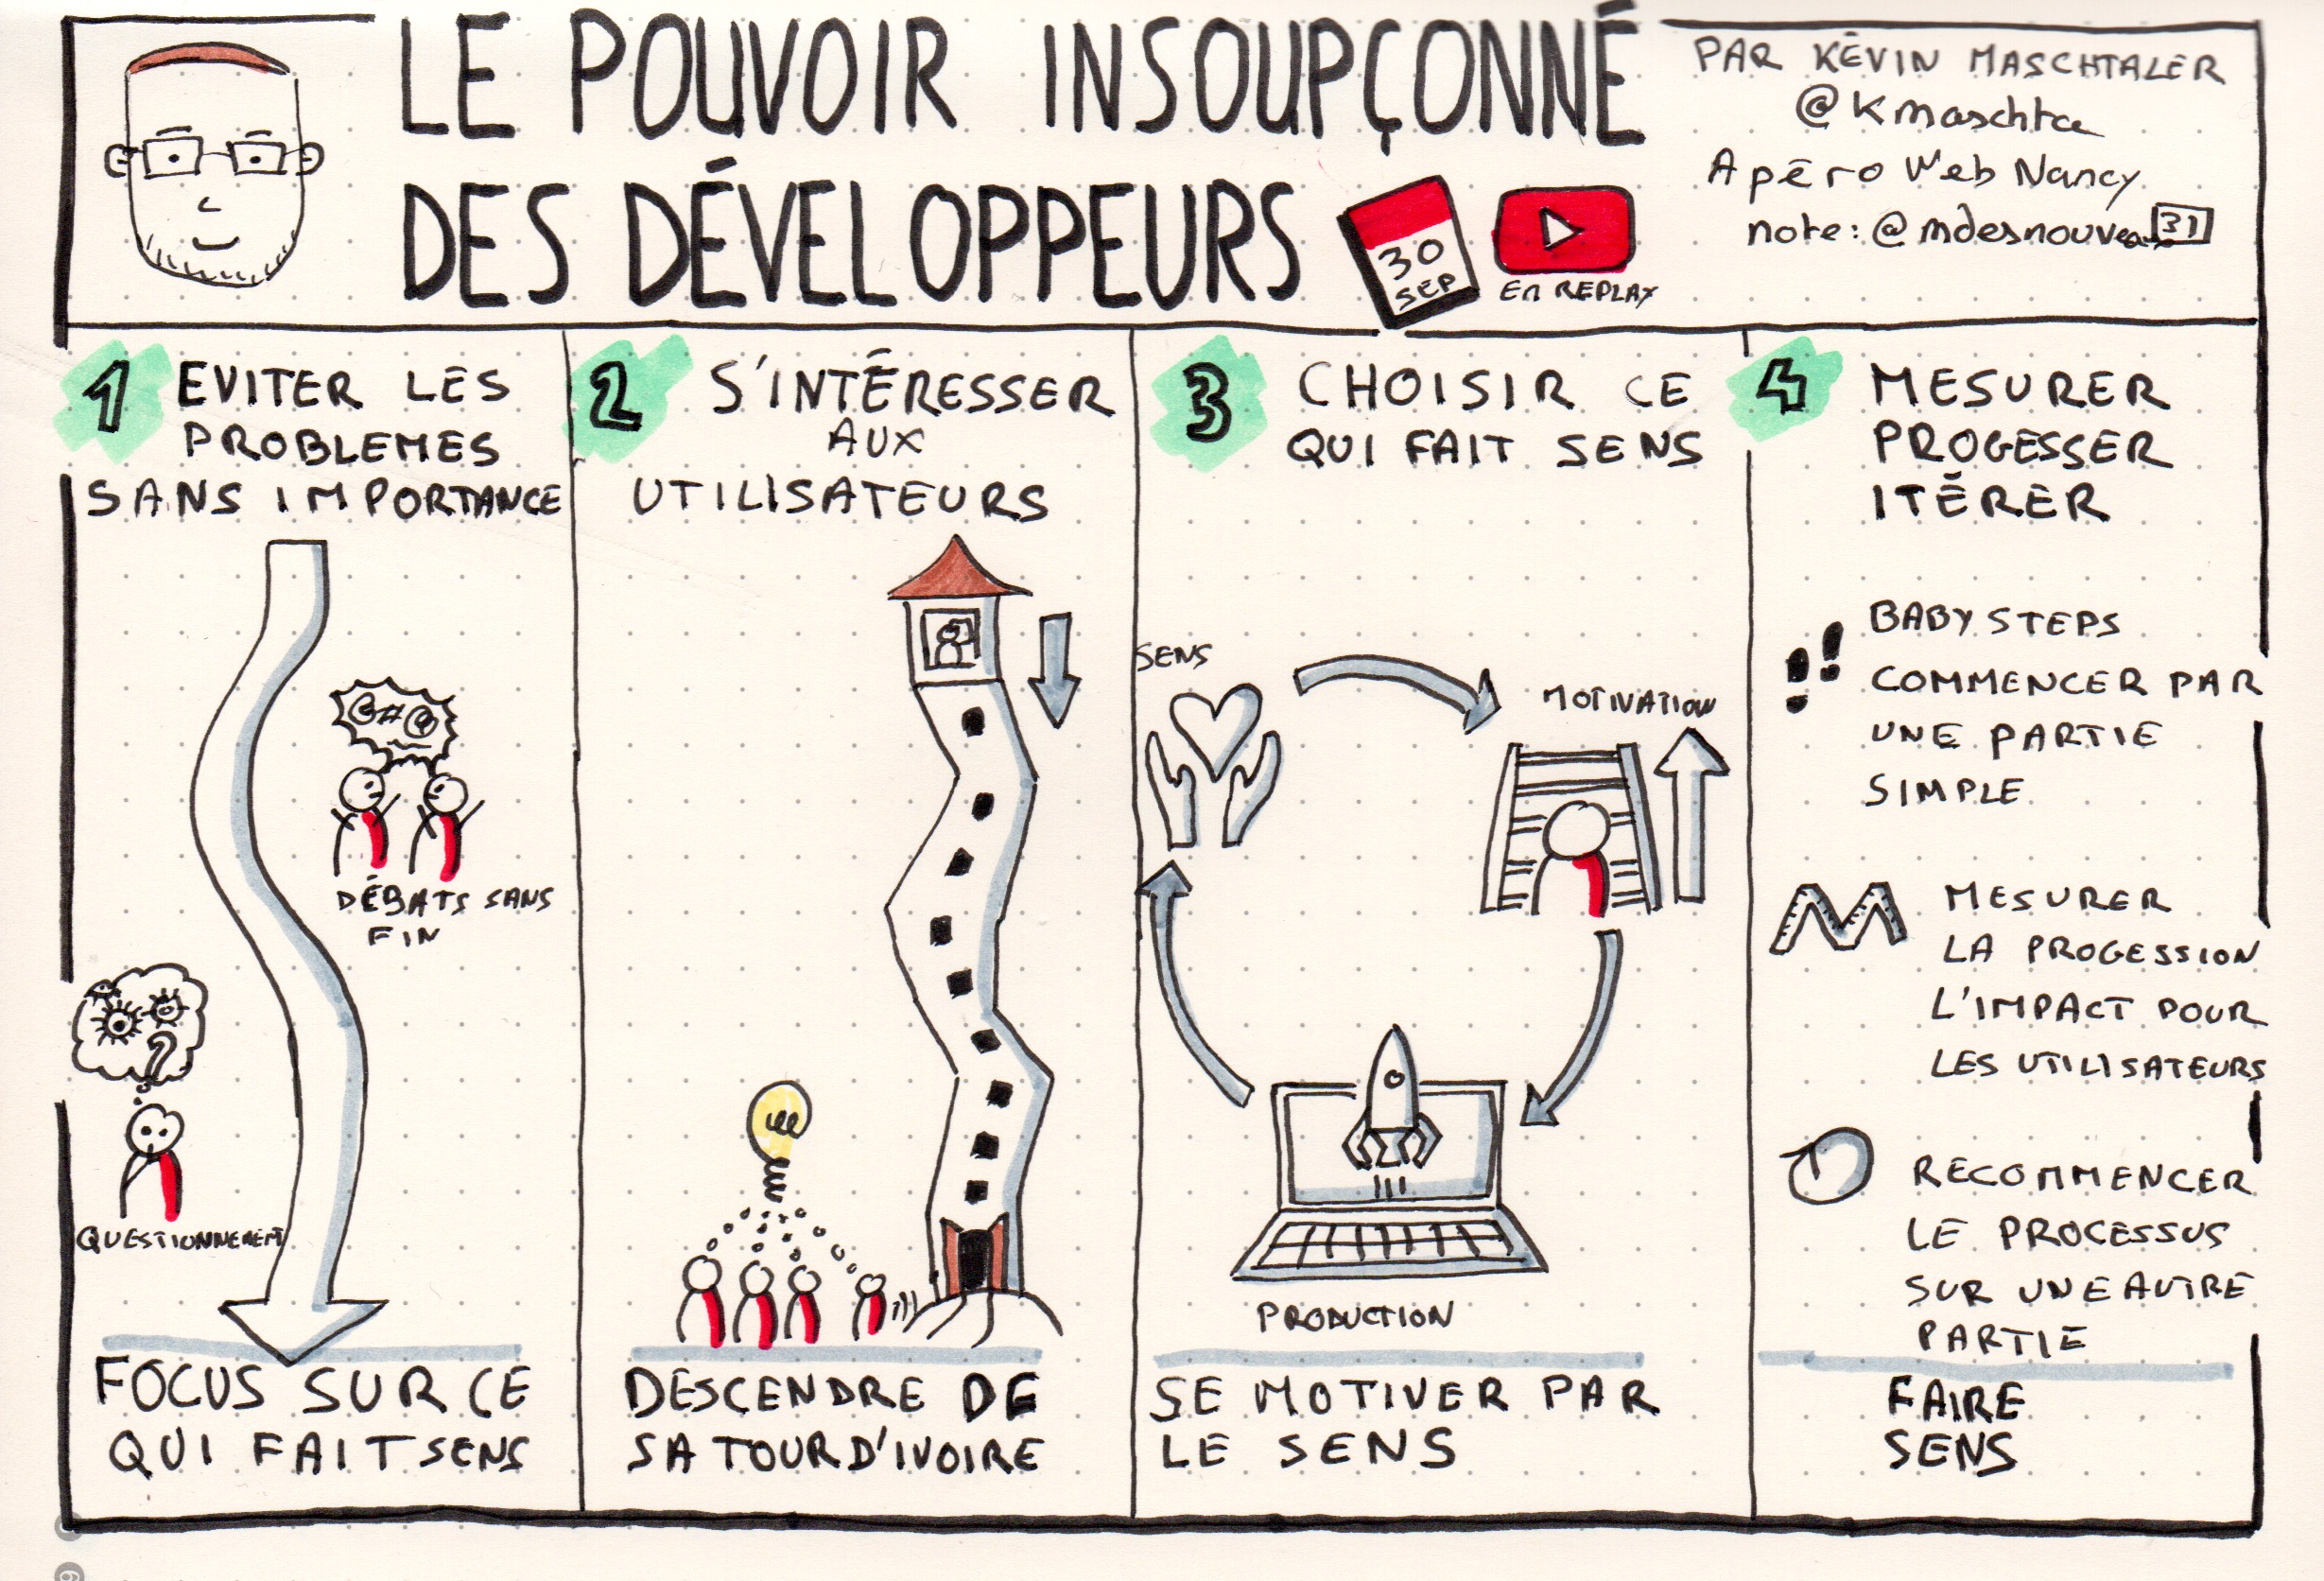 LE POUVOIR INSOUPÇONNÉ
DES DÉVELOPPEURS
30
SEP
En REPLAY
PAR KÉVIN MASCHTALER
@Kmaschta
Apéro Web Nancy
note: @mdesnouveaux31
1 EVITER LES
PROBLEMES
SANS IMPORTANCE
DÉBATS SANS
FIN
?
QUESTIONNEMENT
FOCUS SUR CE
QUI FAIT SENS
2 S'INTÉRESSER
AUX
UTILISATEURS
DESCENDRE DE
SA TOUR D'IVOIRE
3 CHOISIR CE
QUI FAIT SENS
SENS
MOTIVATION
PRODUCTION
SE MOTIVER PAR
LE SENS
4 MESURER
PROGESSER
ITÉRER
BABY STEPS
COMMENCER PAR
UNE PARTIE
SIMPLE
MESURER
LA PROGESSION
L'IMPACT POUR
LES UTILISATEURS
RECOMMENCER
LE PROCESSUS
SUR UNE AUTRE
PARTIE
FAIRE
SENS